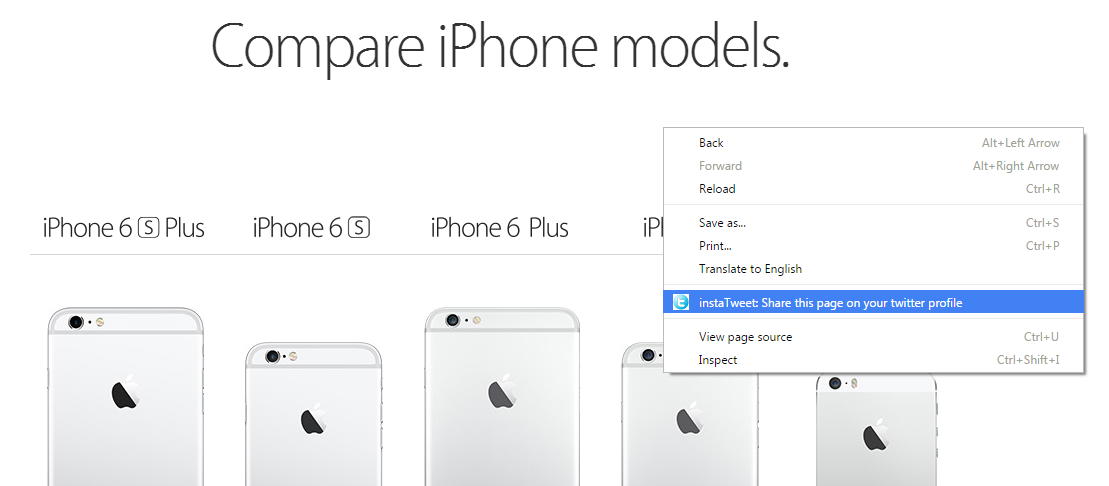 Compare iPhone models.
Back Alt+Left Arrow
Forward Alt+Right Arrow
Reload Ctrl+R
Save as... Ctrl+S
Print... Ctrl+P
Translate to English
instaTweet: Share this page on your twitter profile
View page source Ctrl+U
Inspect Ctrl+Shift+I
iPhone 6 S Plus
iPhone 6 S
iPhone 6 Plus